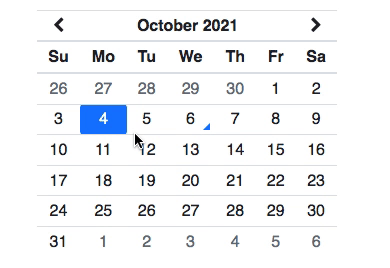 October 2021
Su Mo Tu We Th Fr Sa
26 27 28 29 30 1 2
3 4 5 6 7 8 9
10 11 12 13 14 15 16
17 18 19 20 21 22 23
24 25 26 27 28 29 30
31 1 2 3 4 5 6